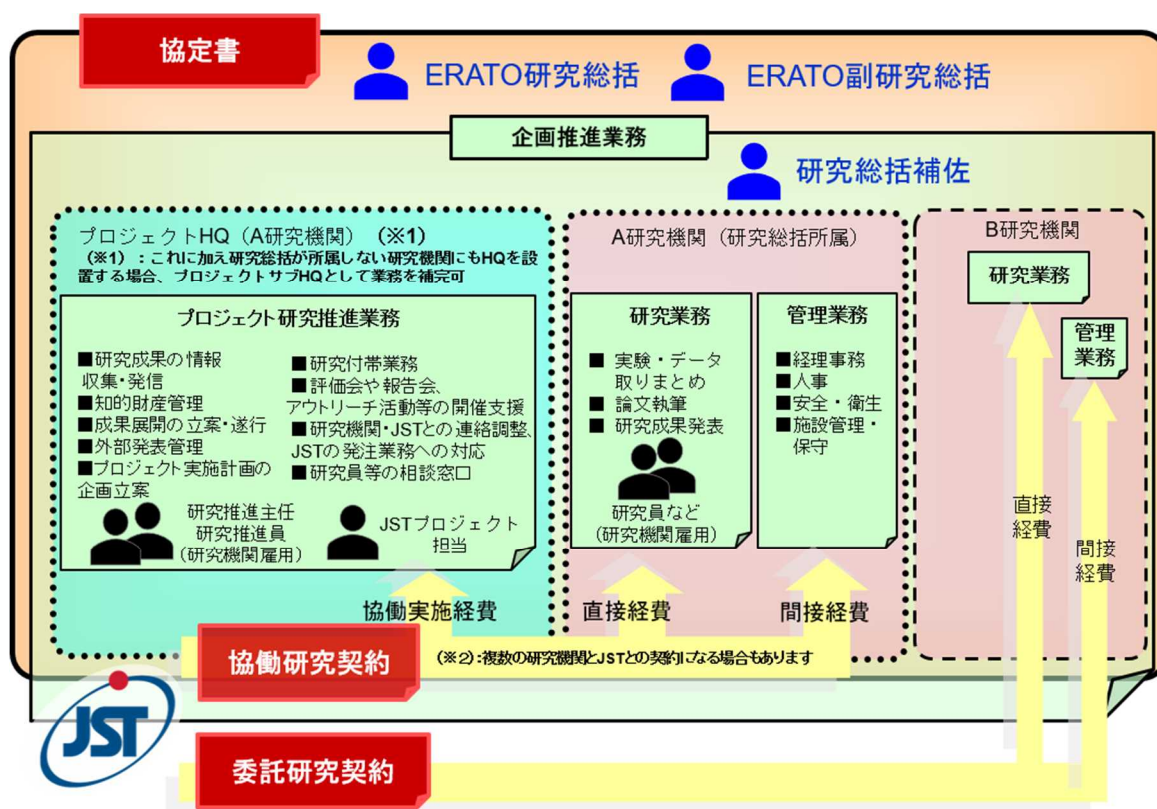 協定書
ERATO研究総括
ERATO副研究総括
企画推進業務
研究総括補佐
プロジェクトHQ（A研究機関）（※1）
（※1）：これに加え研究総括が所属しない研究機関にもHQを設
置する場合、プロジェクトサブHQとして業務を補完可
プロジェクト研究推進業務
■研究成果の情報
収集・発信
■知的財産管理
■成果展開の立案・遂行
■外部発表管理
■プロジェクト実施計画の
企画立案
■研究付帯業務
■評価会や報告会、
アウトリーチ活動等の開催支援
■研究機関・JSTとの連絡調整、
JSTの発注業務への対応
■研究員等の相談窓口
研究推進主任
研究推進員
（研究機関雇用）
JSTプロジェクト
担当
A研究機関（研究総括所属）
研究業務
■ 実験・データ
取りまとめ
■ 論文執筆
■ 研究成果発表
研究員など
（研究機関雇用）
管理業務
■経理事務
■人事
■安全・衛生
■施設管理・
保守
B研究機関
研究業務
管理
業務
直接
経費
間接
経費
協働実施経費
直接経費
間接経費
協働研究契約
（※2）：複数の研究機関とJSTとの契約になる場合もあります
JST
委託研究契約